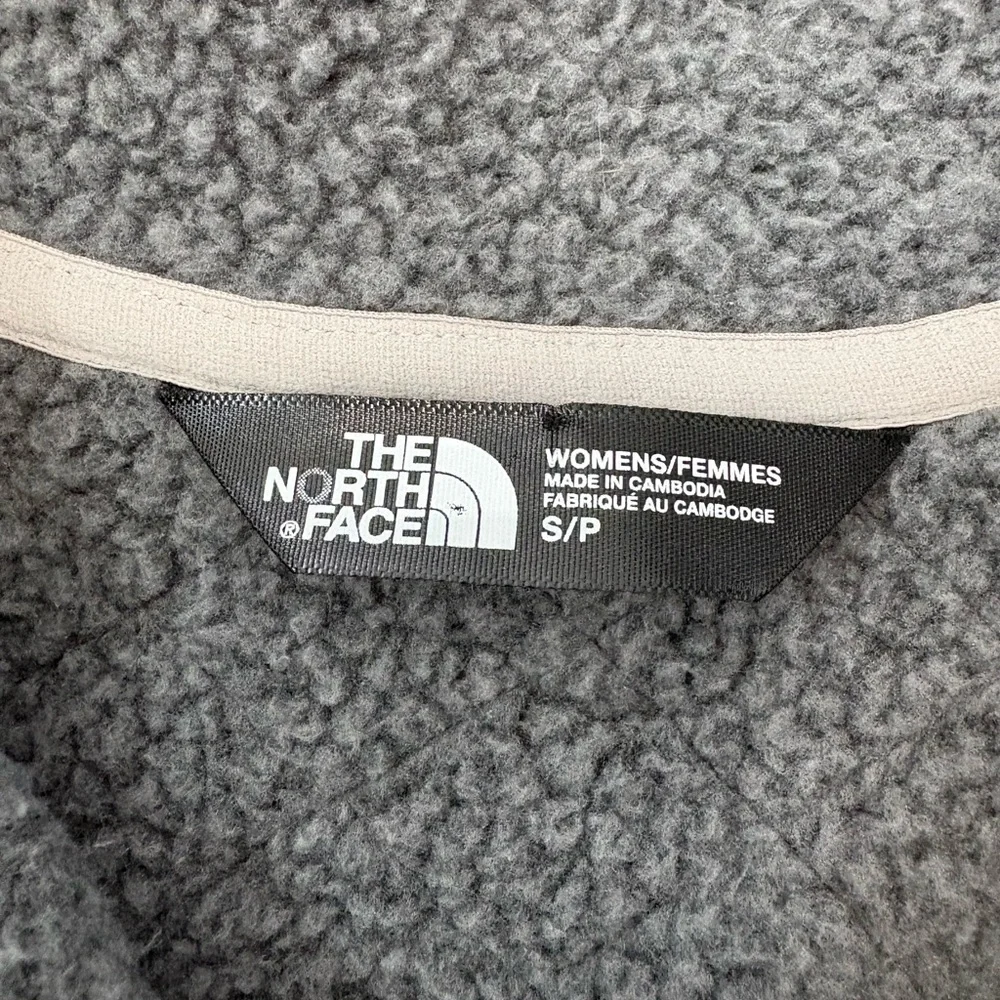 THE
NORTH
®FACE
WOMENS/FEMMES
MADE IN CAMBODIA
FABRIQUÉ AU CAMBODGE
S/P